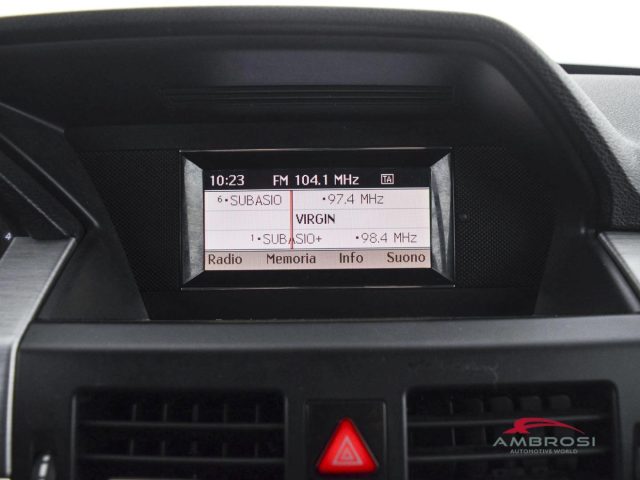 10:23 FM 104.1 MHz TA
6•SUBASIO •97.4 MHz
VIRGIN
1•SUBASIO+ •98.4 MHz
Radio Memoria Info Suono
AMBROSI
AUTOMOTIVE WORLD